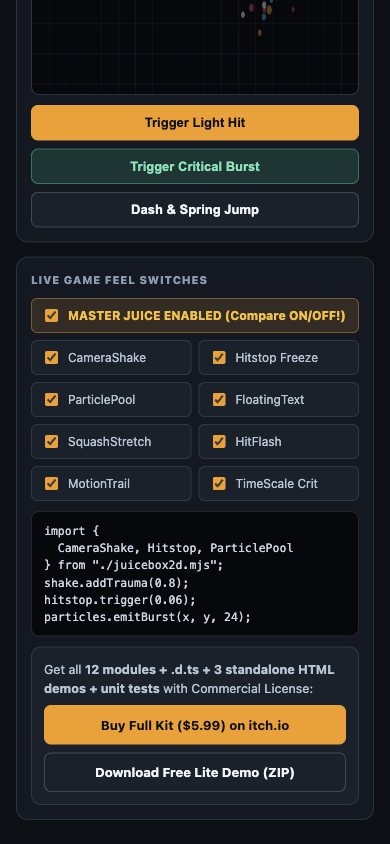 Trigger Light Hit
Trigger Critical Burst
Dash & Spring Jump
LIVE GAME FEEL SWITCHES
MASTER JUICE ENABLED (Compare ON/OFF!)
CameraShake
Hitstop Freeze
ParticlePool
FloatingText
SquashStretch
HitFlash
MotionTrail
TimeScale Crit
import {
  CameraShake, Hitstop, ParticlePool
} from "./juicebox2d.mjs";
shake.addTrauma(0.8);
hitstop.trigger(0.06);
particles.emitBurst(x, y, 24);
Get all 12 modules + .d.ts + 3 standalone HTML
demos + unit tests with Commercial License:
Buy Full Kit ($5.99) on itch.io
Download Free Lite Demo (ZIP)